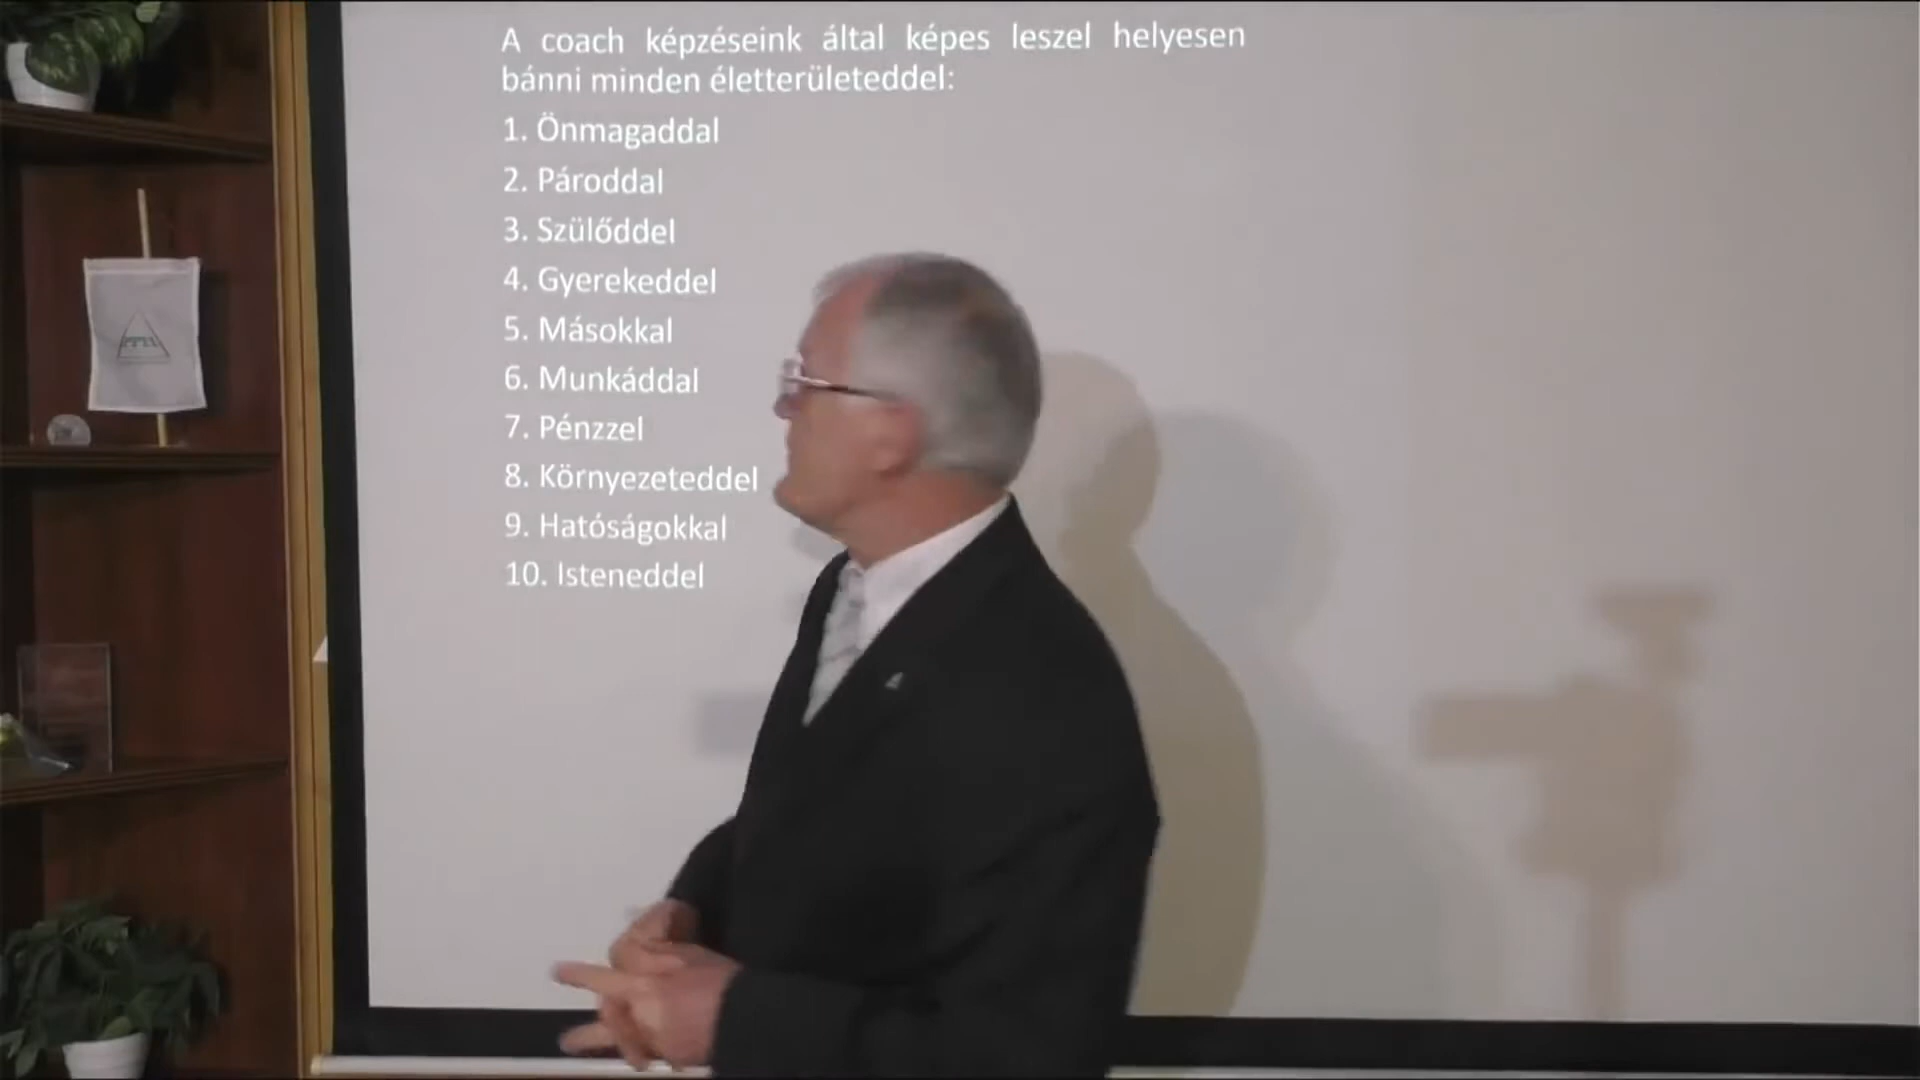 A coach képzéseink által képes leszel helyesen
bánni minden életterületeddel:
1. Önmagaddal
2. Pároddal
3. Szülőddel
4. Gyerekeddel
5. Másokkal
6. Munkáddal
7. Pénzzel
8. Környezeteddel
9. Hatóságokkal
10. Isteneddel